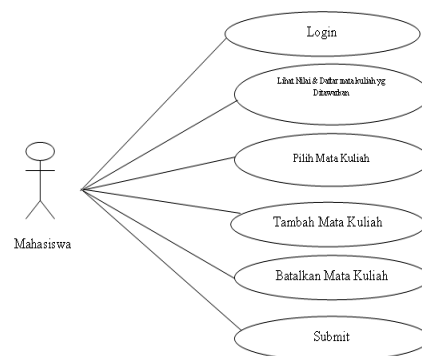 Login
Lihat Nilai & Daftar mata kuliah yg
Ditawarkan
Pilih Mata Kuliah
Tambah Mata Kuliah
Mahasiswa
Batalkan Mata Kuliah
Submit